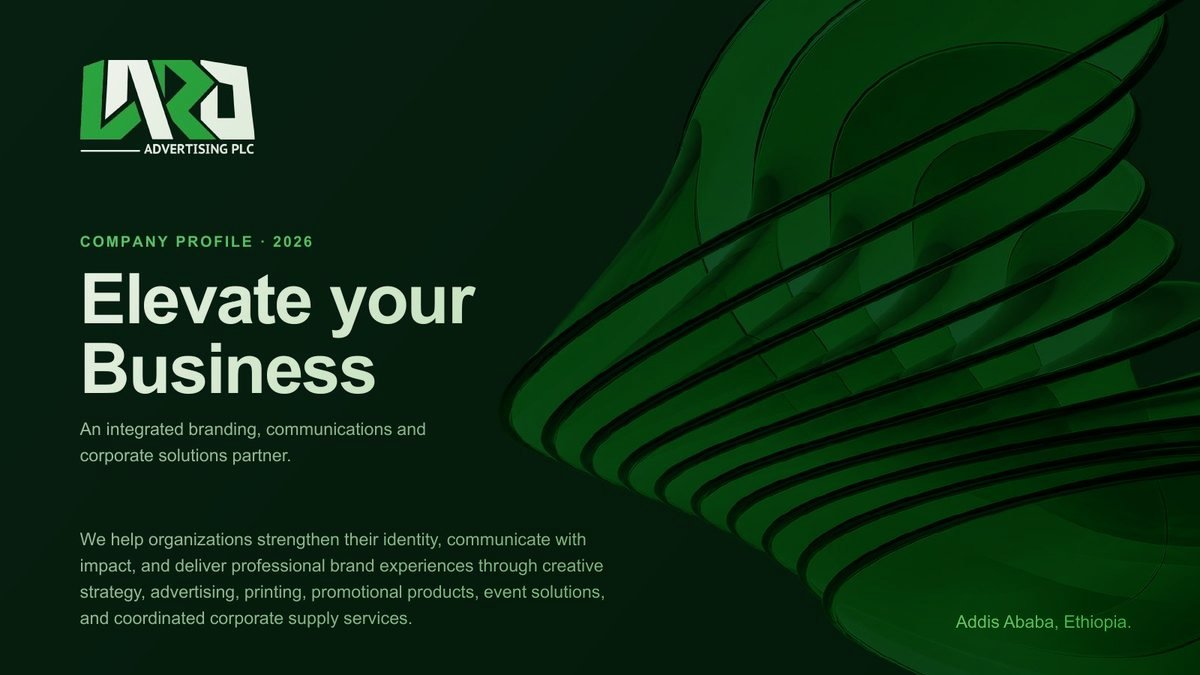 LARD
ADVERTISING PLC
COMPANY PROFILE · 2026
Elevate your
Business
An integrated branding, communications and
corporate solutions partner.
We help organizations strengthen their identity, communicate with
impact, and deliver professional brand experiences through creative
strategy, advertising, printing, promotional products, event solutions,
and coordinated corporate supply services.
Addis Ababa, Ethiopia.